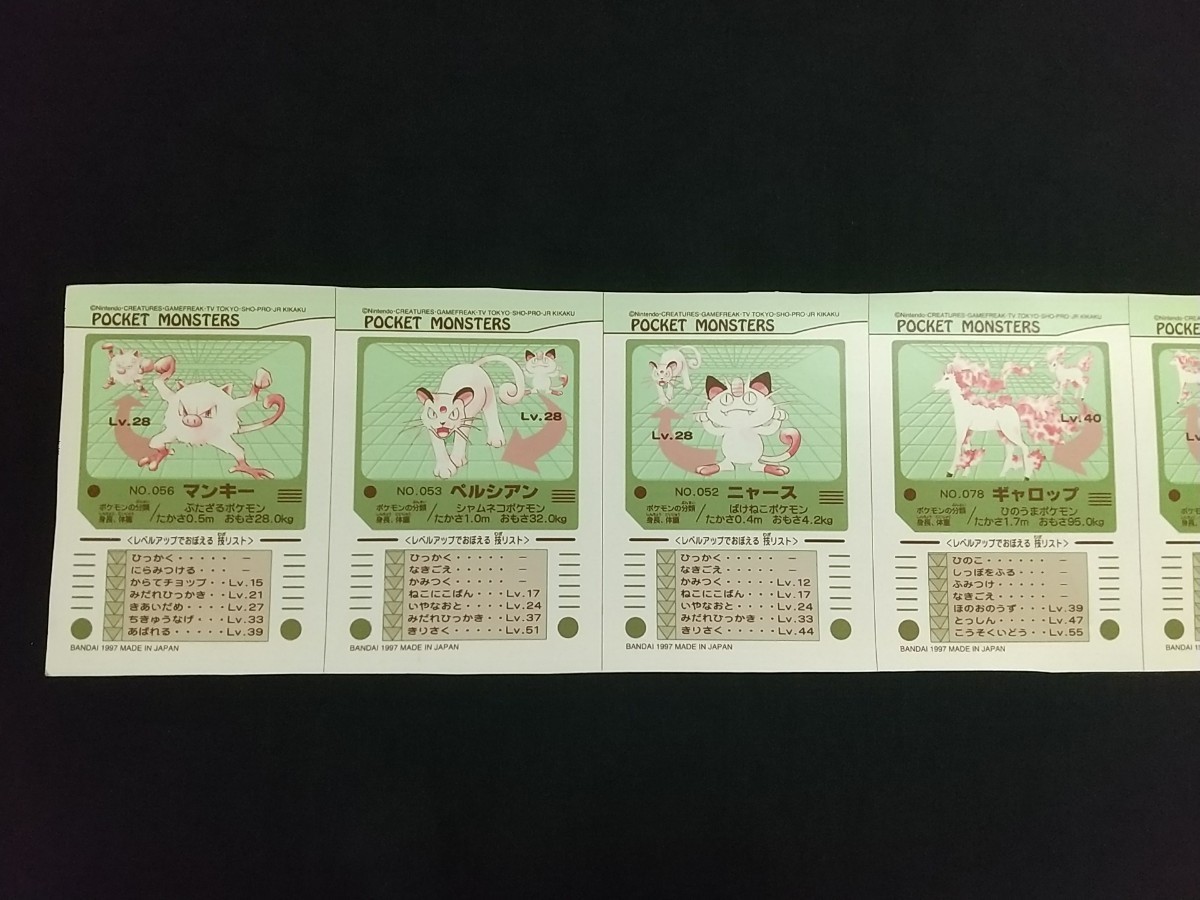 ©Nintendo・CREATURES・GAMEFREAK・TV TOKYO・SHO-PRO・JR KIKAKU
POCKET MONSTERS
Lv.28
NO.056 マンキー
ポケモンの分類 ぶたざるポケモン
身長、体重 たかさ0.5m おもさ28.0kg
<レベルアップでおぼえる 技リスト>
ひっかく・・・・・ー
にらみつける・・・・ー
からてチョップ・・Lv.15
みだれひっかき・・Lv.21
きあいだめ・・・・Lv.27
ちきゅうなげ・・・Lv.33
あばれる・・・・・Lv.39
BANDAI 1997 MADE IN JAPAN
©Nintendo・CREATURES・GAMEFREAK・TV TOKYO・SHO-PRO・JR KIKAKU
POCKET MONSTERS
Lv.28
NO.053 ペルシアン
ポケモンの分類 シャムネコポケモン
身長、体重 たかさ1.0m おもさ32.0kg
<レベルアップでおぼえる 技リスト>
ひっかく・・・・・ー
なきごえ・・・・・ー
かみつく・・・・・ー
ねこにこばん・・・Lv.17
いやなおと・・・・Lv.24
みだれひっかき・・Lv.37
きりさく・・・・・Lv.51
BANDAI 1997 MADE IN JAPAN
©Nintendo・CREATURES・GAMEFREAK・TV TOKYO・SHO-PRO・JR KIKAKU
POCKET MONSTERS
Lv.28
NO.052 ニャース
ポケモンの分類 ばけねこポケモン
身長、体重 たかさ0.4m おもさ4.2kg
<レベルアップでおぼえる 技リスト>
ひっかく・・・・・ー
なきごえ・・・・・ー
かみつく・・・・・Lv.12
ねこにこばん・・・Lv.17
いやなおと・・・・Lv.24
みだれひっかき・・Lv.33
きりさく・・・・・Lv.44
BANDAI 1997 MADE IN JAPAN
©Nintendo・CREATURES・GAMEFREAK・TV TOKYO・SHO-PRO・JR KIKAKU
POCKET MONSTERS
Lv.40
NO.078 ギャロップ
ポケモンの分類 ひのうまポケモン
身長、体重 たかさ1.7m おもさ95.0kg
<レベルアップでおぼえる 技リスト>
ひのこ・・・・・・ー
しっぽをふる・・・ー
ふみつけ・・・・・ー
なきごえ・・・・・ー
ほのおのうず・・・Lv.39
とっしん・・・・・Lv.47
こうそくいどう・・Lv.55
BANDAI 1997 MADE IN JAPAN
©Nintendo
POCKE
BANDAI 1